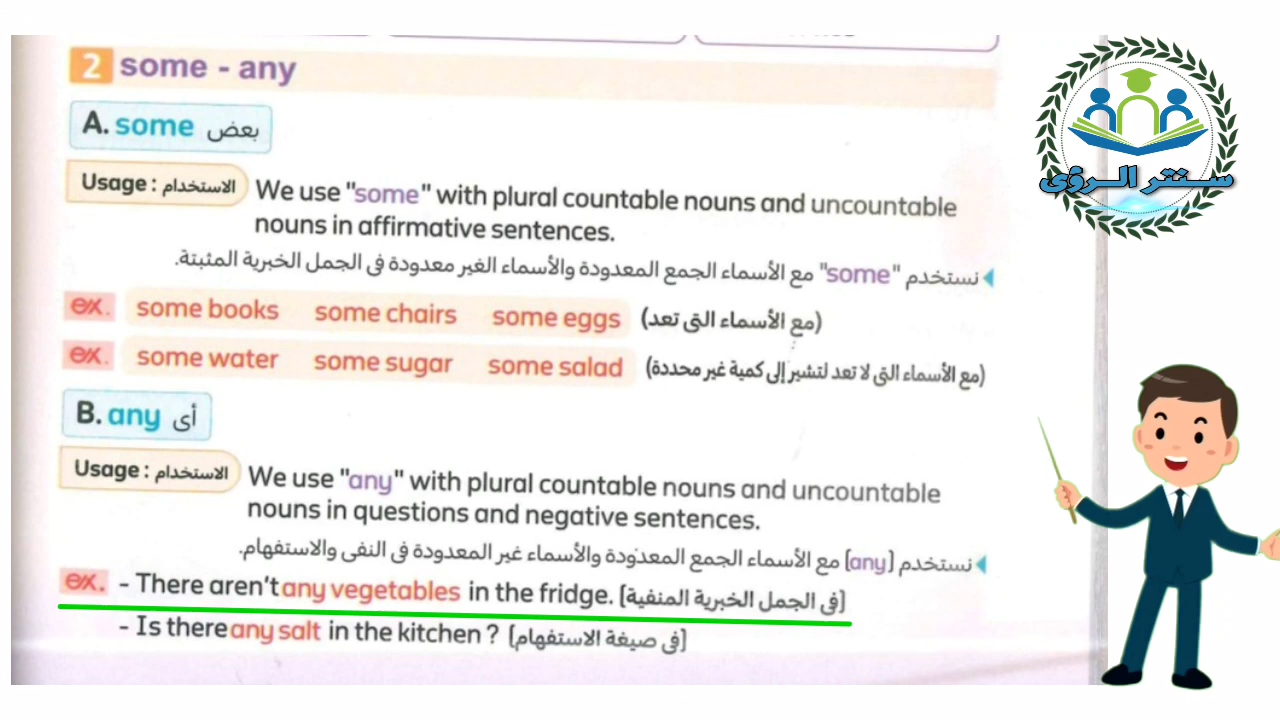 2 some - any
A. some بعض
Usage : الاستخدام We use "some" with plural countable nouns and uncountable
nouns in affirmative sentences.
نستخدم "some" مع الأسماء الجمع المعدودة والأسماء الغير معدودة فى الجمل الخبرية المثبتة.
ex. some books some chairs some eggs (مع الأسماء التى تعد)
ex. some water some sugar some salad (مع الأسماء التى لا تعد لتشير إلى كمية غير محددة)
B. any أى
Usage : الاستخدام We use "any" with plural countable nouns and uncountable
nouns in questions and negative sentences.
نستخدم (any) مع الأسماء الجمع المعدودة والأسماء غير المعدودة فى النفى والاستفهام.
ex. - There aren't any vegetables in the fridge. (فى الجمل الخبرية المنفية)
- Is there any salt in the kitchen ? (فى صيغة الاستفهام)
سنتر الرؤى